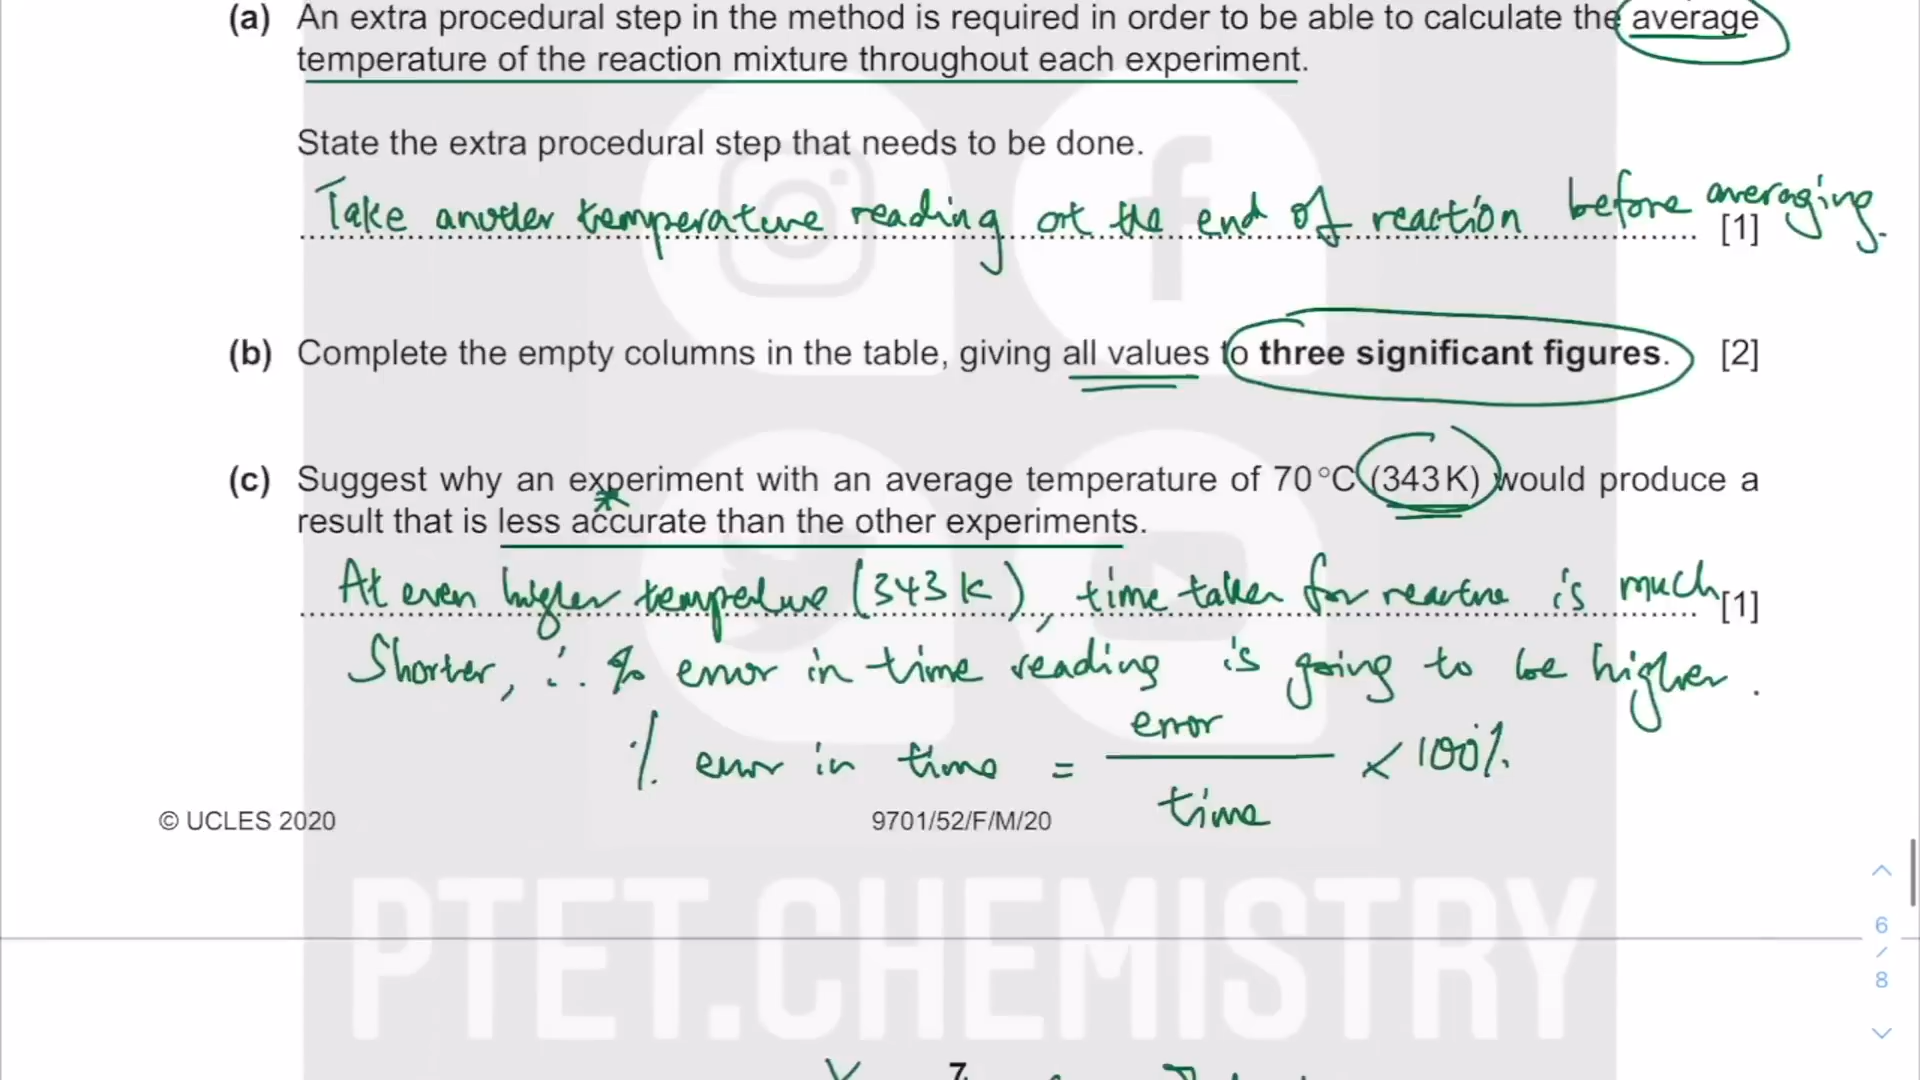 (a) An extra procedural step in the method is required in order to be able to calculate the average
temperature of the reaction mixture throughout each experiment.
State the extra procedural step that needs to be done.
Take another temperature reading at the end of reaction before averaging.
[1]
(b) Complete the empty columns in the table, giving all values to three significant figures. [2]
(c) Suggest why an experiment with an average temperature of 70 °C (343 K) would produce a
result that is less accurate than the other experiments.
At even higher temperature (343 K), time taken for reaction is much
[1]
Shorter, ∴ % error in time reading is going to be higher.
% error in time = error / time × 100%
© UCLES 2020 9701/52/F/M/20
6
/
8
PTET.CHEMISTRY
7